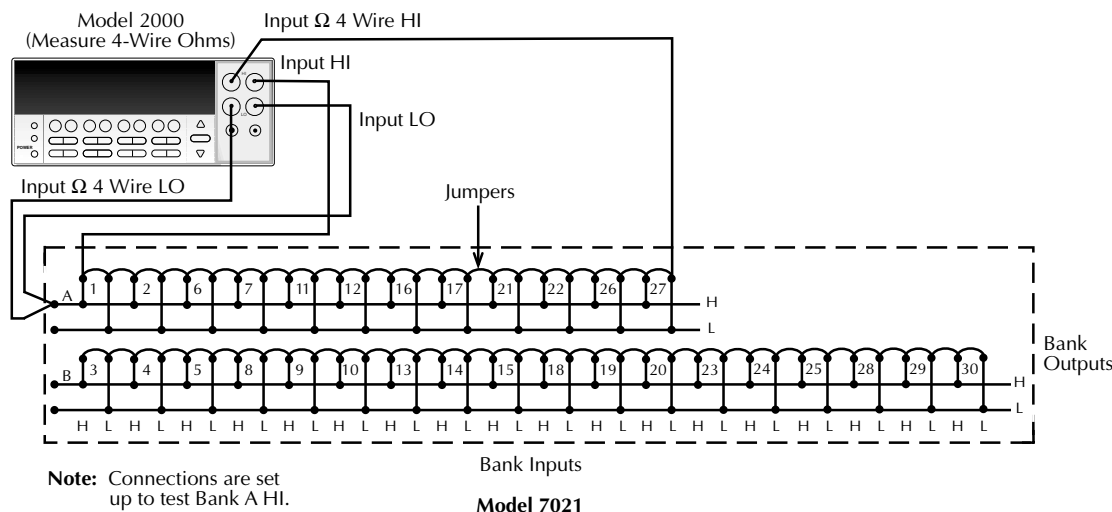 Model 2000
(Measure 4-Wire Ohms)
Input Ω 4 Wire HI
Input HI
HI
Input LO
LO
POWER
Input Ω 4 Wire LO
Jumpers
A 1 2 6 7 11 12 16 17 21 22 26 27
H
L
B 3 4 5 8 9 10 13 14 15 18 19 20 23 24 25 28 29 30
H
L
Bank
Outputs
H L H L H L H L H L H L H L H L H L H L H L H L H L H L H L H L H L H L
Bank Inputs
Note: Connections are set
up to test Bank A HI.
Model 7021